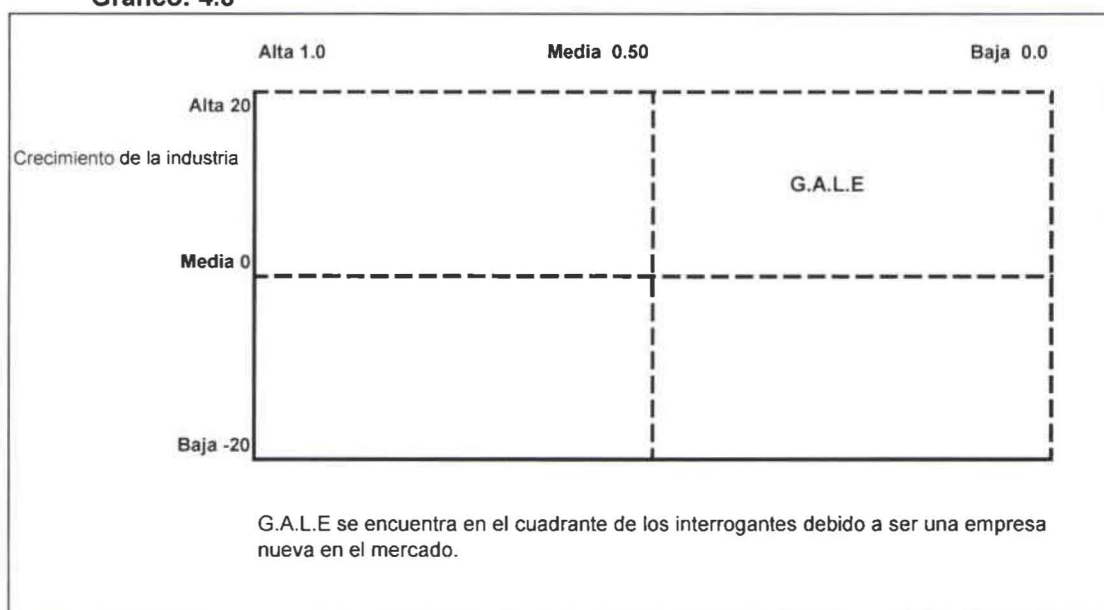 Alta 1.0 Media 0.50 Baja 0.0
Alta 20
Crecimiento de la industria
G.A.L.E
Media 0
Baja -20
G.A.L.E se encuentra en el cuadrante de los interrogantes debido a ser una empresa
nueva en el mercado.